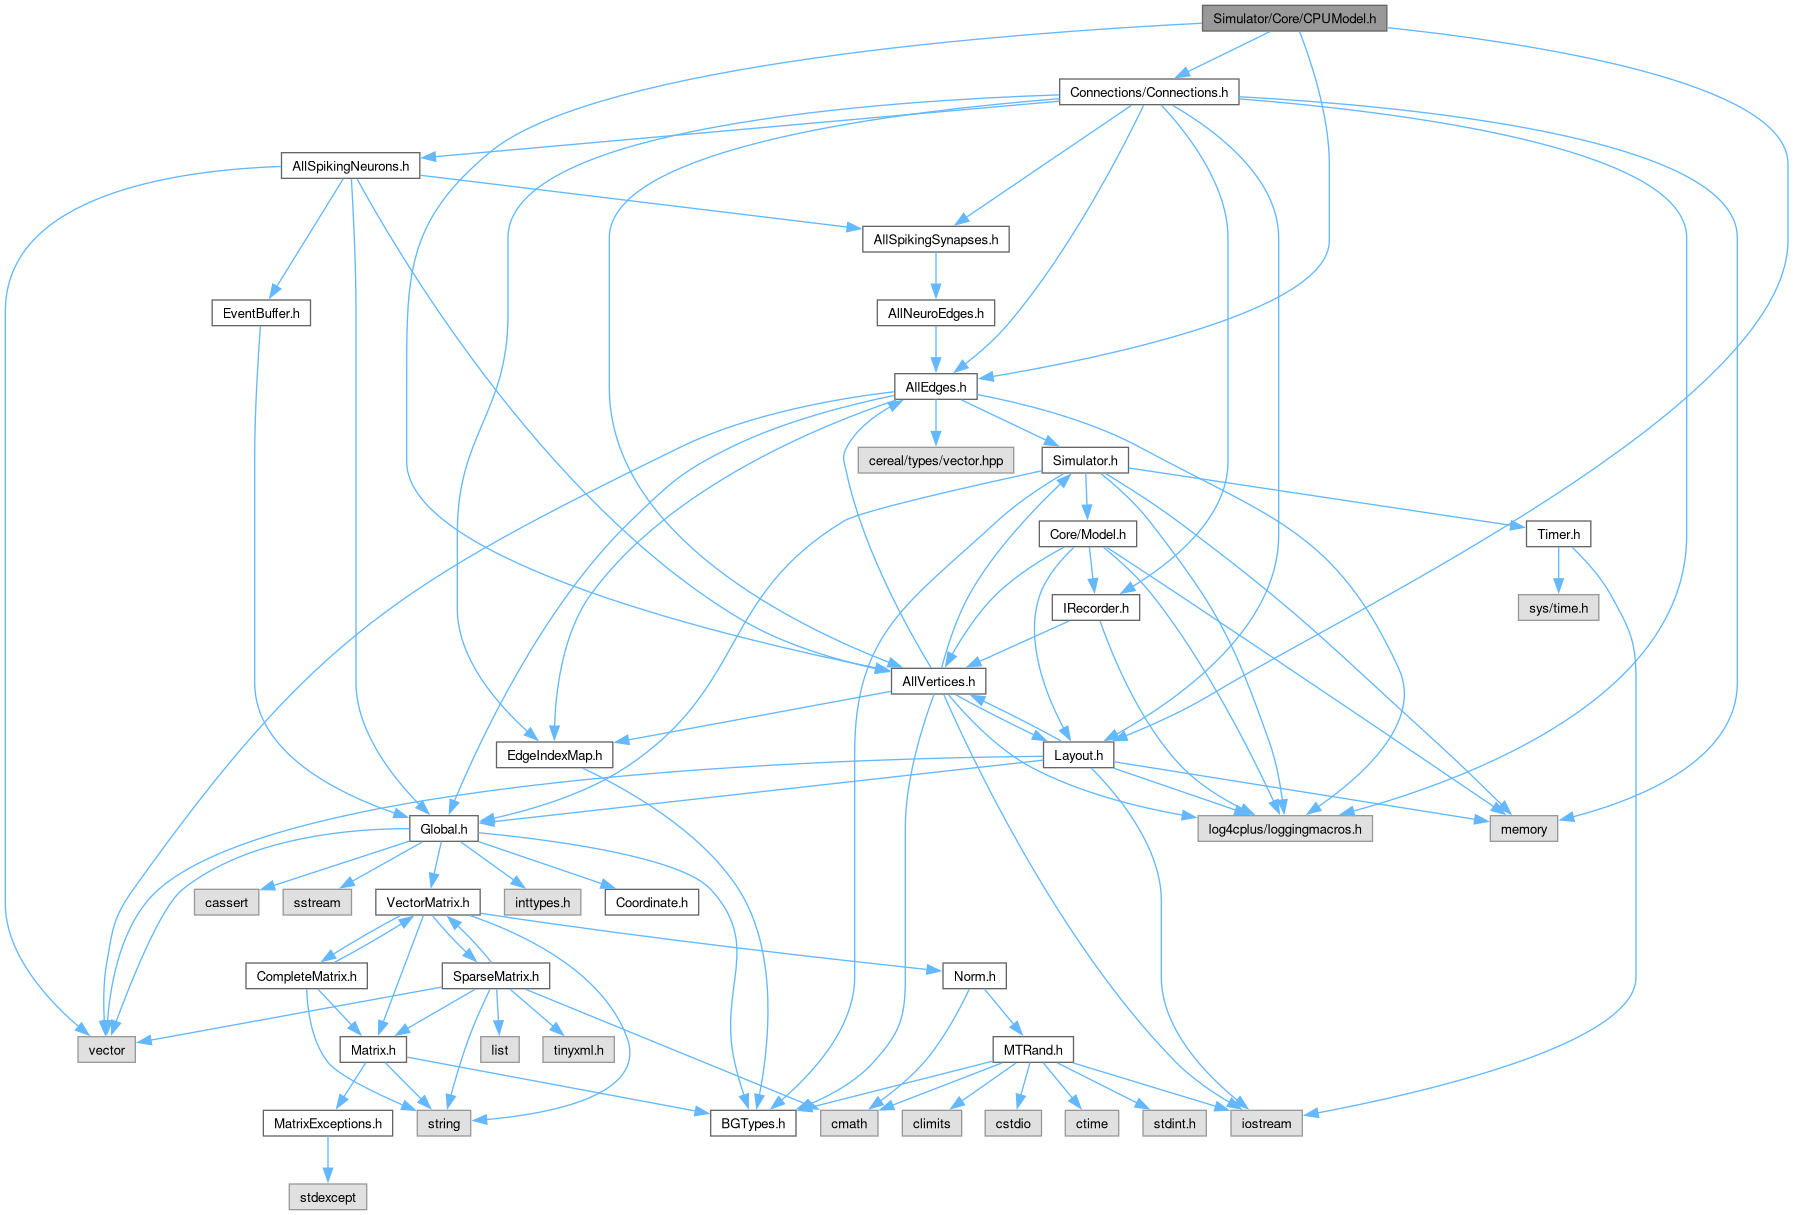 Simulator/Core/CPUModel.h
Connections/Connections.h
AllSpikingNeurons.h
AllSpikingSynapses.h
EventBuffer.h
AllNeuroEdges.h
AllEdges.h
cereal/types/vector.hpp
Simulator.h
Core/Model.h
Timer.h
IRecorder.h
sys/time.h
AllVertices.h
EdgeIndexMap.h
Layout.h
Global.h
log4cplus/loggingmacros.h
memory
cassert
sstream
VectorMatrix.h
inttypes.h
Coordinate.h
CompleteMatrix.h
SparseMatrix.h
Norm.h
vector
Matrix.h
list
tinyxml.h
MTRand.h
MatrixExceptions.h
string
BGTypes.h
cmath
climits
cstdio
ctime
stdint.h
iostream
stdexcept